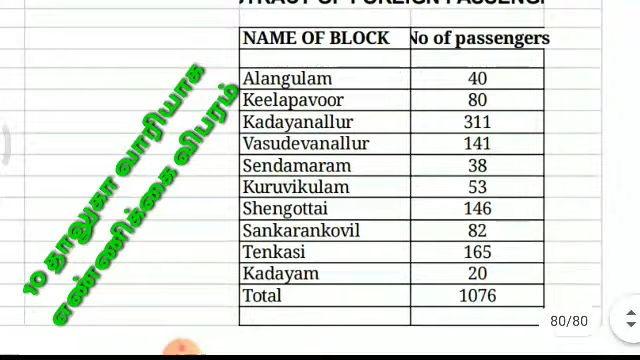 NAME OF BLOCK No of passengers
Alangulam 40
Keelapavoor 80
Kadayanallur 311
Vasudevanallur 141
Sendamaram 38
Kuruvikulam 53
Shengottai 146
Sankarankovil 82
Tenkasi 165
Kadayam 20
Total 1076
10 தாலுகா வாரியாக
எண்ணிக்கை விபரம்
80/80